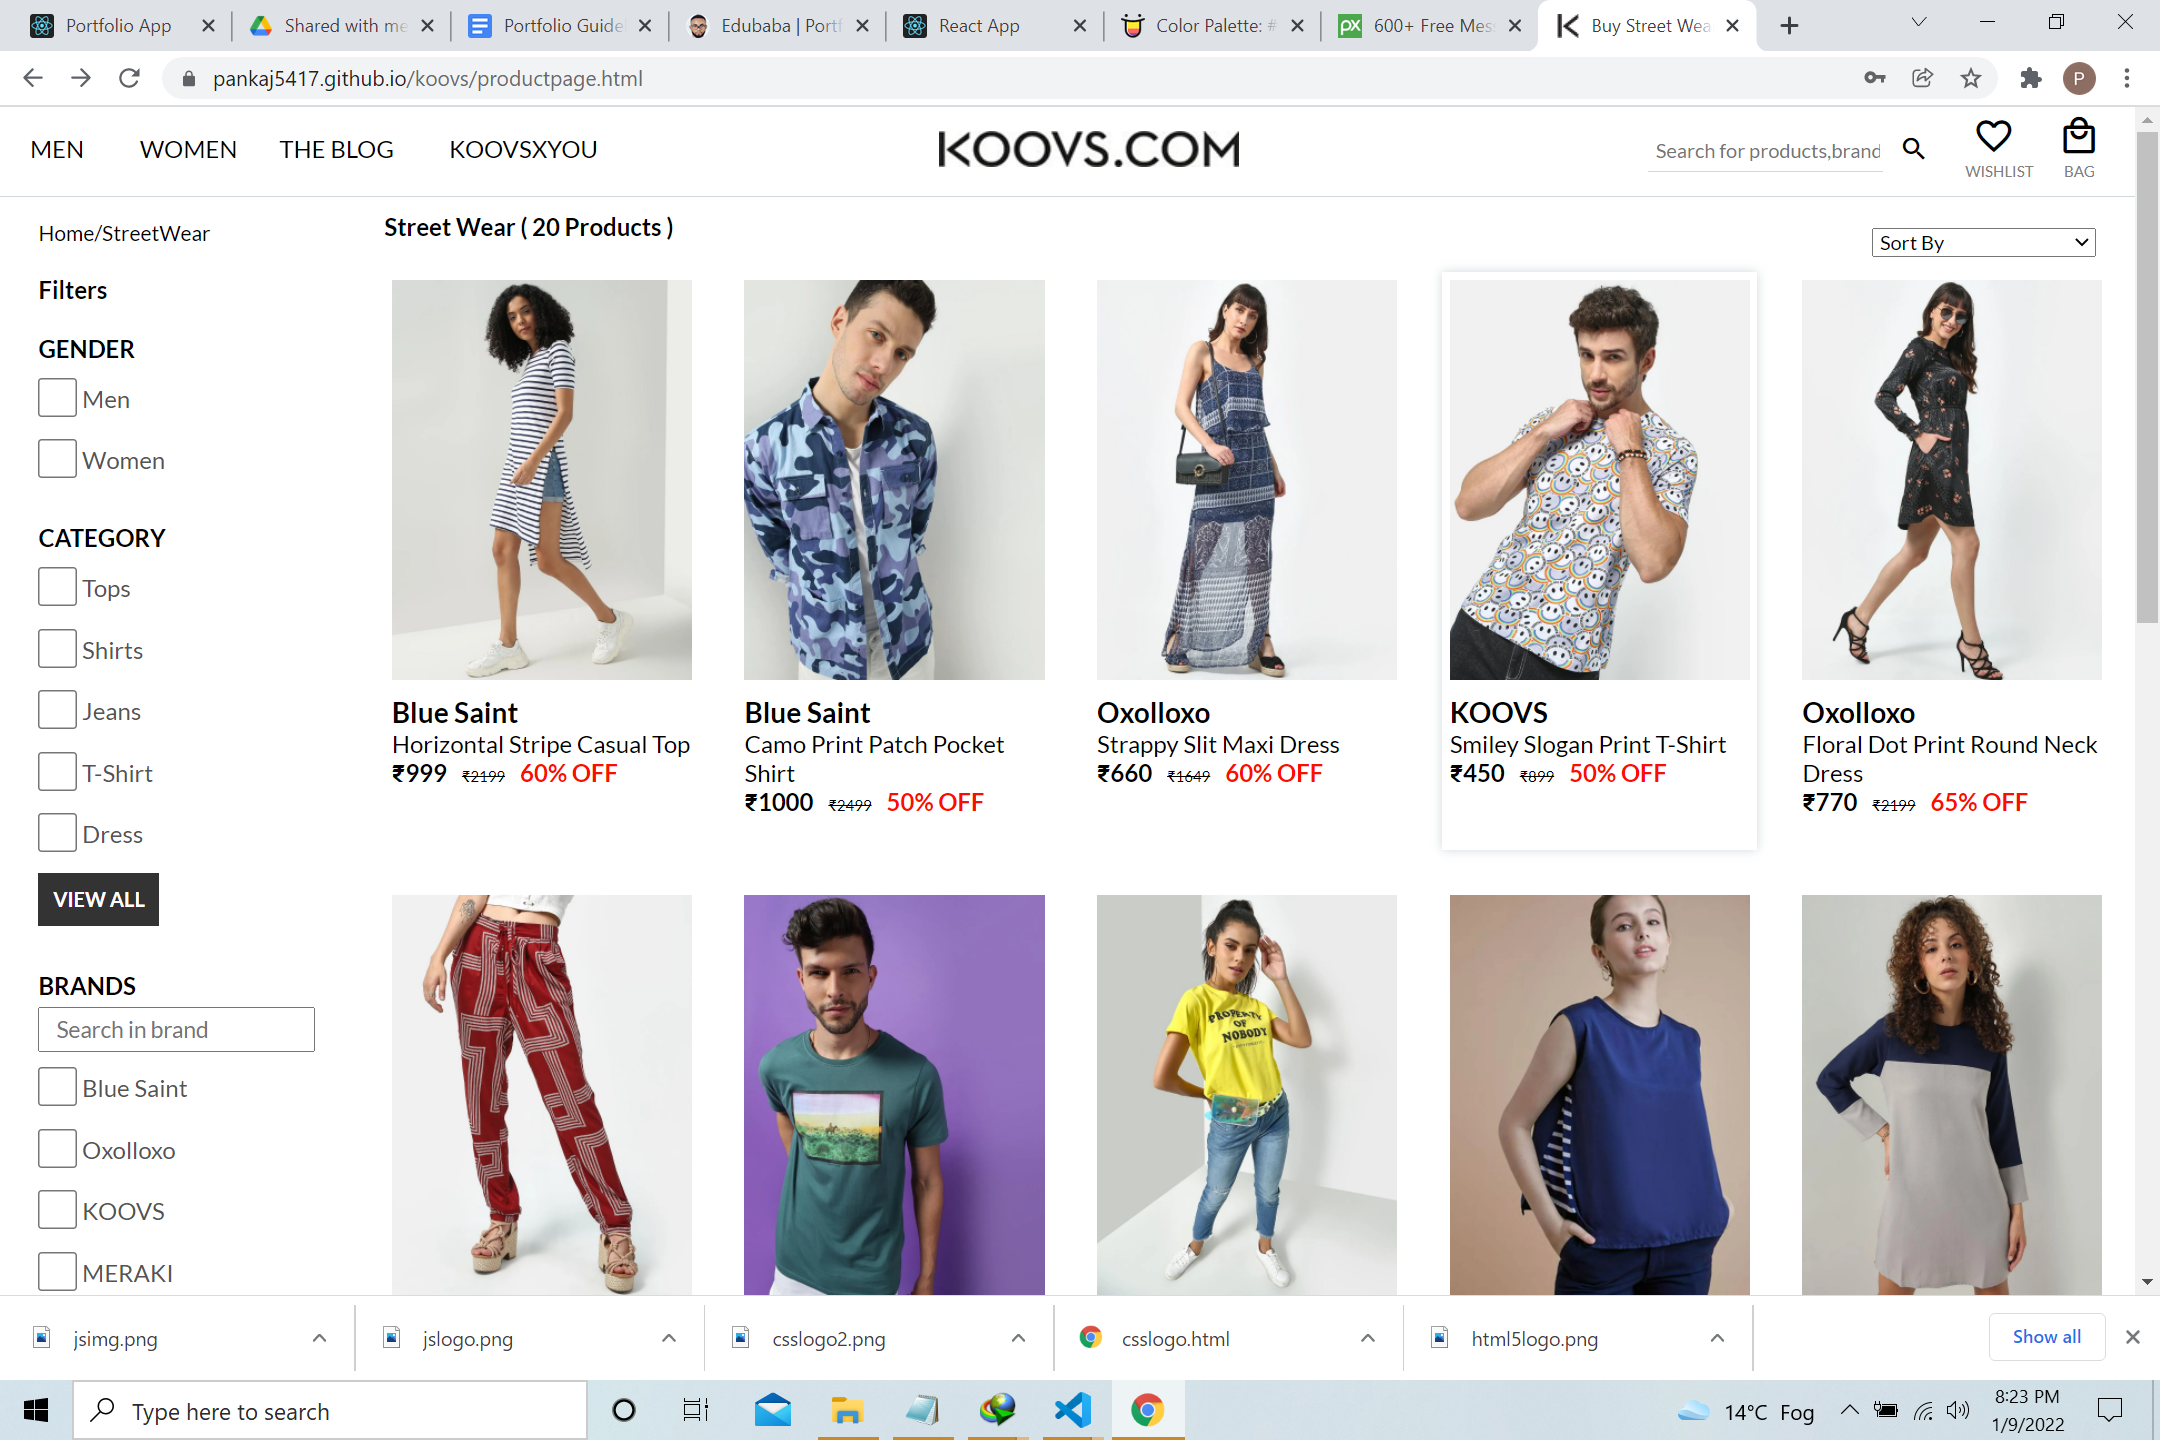 Portfolio App
Shared with me
Portfolio Guide
Edubaba | Portf
React App
Color Palette: #
600+ Free Mes
Buy Street Wea
pankaj5417.github.io/koovs/productpage.html
P
MEN WOMEN THE BLOG KOOVSXYOU
KOOVS.COM
Search for products,brand
WISHLIST
BAG
Home/StreetWear
Street Wear ( 20 Products )
Sort By
Filters
GENDER
Men
Women
CATEGORY
Tops
Shirts
Jeans
T-Shirt
Dress
VIEW ALL
BRANDS
Search in brand
Blue Saint
Oxolloxo
KOOVS
MERAKI
Blue Saint
Horizontal Stripe Casual Top
₹999 ₹2199 60% OFF
Blue Saint
Camo Print Patch Pocket
Shirt
₹1000 ₹2499 50% OFF
Oxolloxo
Strappy Slit Maxi Dress
₹660 ₹1649 60% OFF
KOOVS
Smiley Slogan Print T-Shirt
₹450 ₹899 50% OFF
Oxolloxo
Floral Dot Print Round Neck
Dress
₹770 ₹2199 65% OFF
PROPERTY
OF
NOBODY
jsimg.png
jslogo.png
csslogo2.png
csslogo.html
html5logo.png
Show all
Type here to search
14°C Fog
8:23 PM
1/9/2022